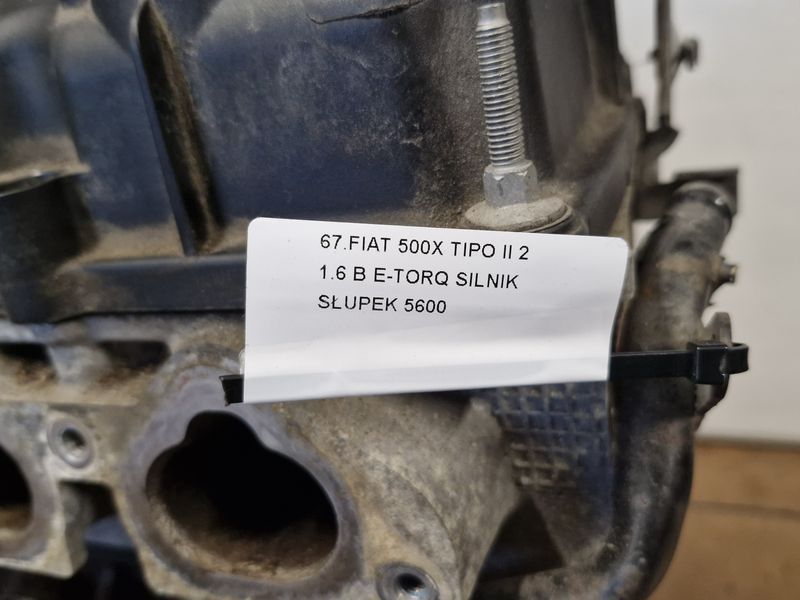 67.FIAT 500X TIPO II 2
1.6 B E-TORQ SILNIK
SŁUPEK 5600